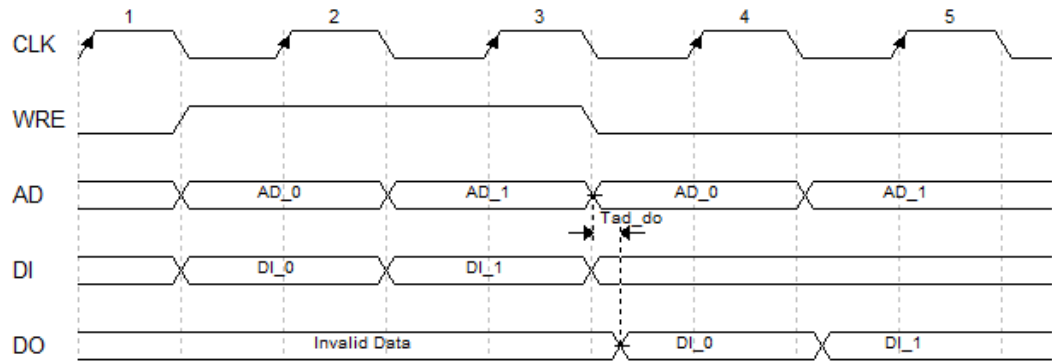 1 2 3 4 5
CLK
WRE
AD AD_0 AD_1 AD_0 AD_1
Tad_do
DI DI_0 DI_1
DO Invalid Data DI_0 DI_1